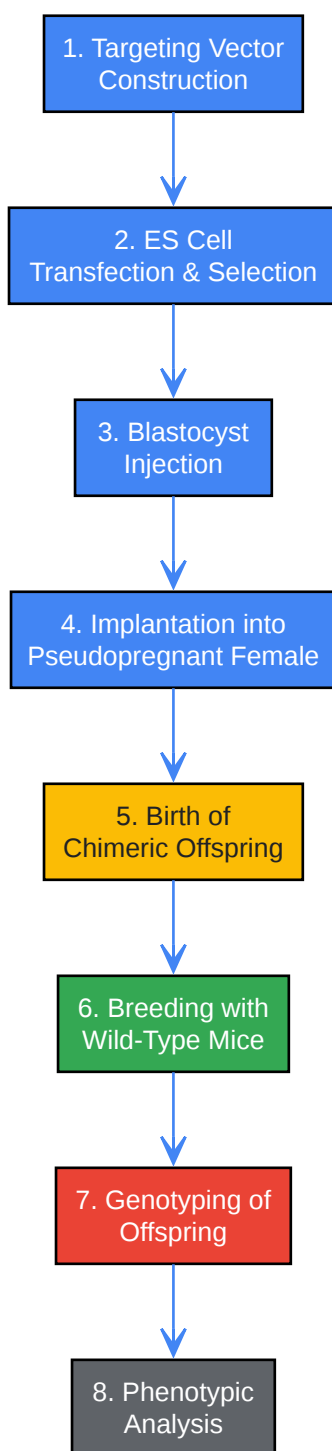 1. Targeting Vector
Construction
2. ES Cell
Transfection & Selection
3. Blastocyst
Injection
4. Implantation into
Pseudopregnant Female
5. Birth of
Chimeric Offspring
6. Breeding with
Wild-Type Mice
7. Genotyping of
Offspring
8. Phenotypic
Analysis